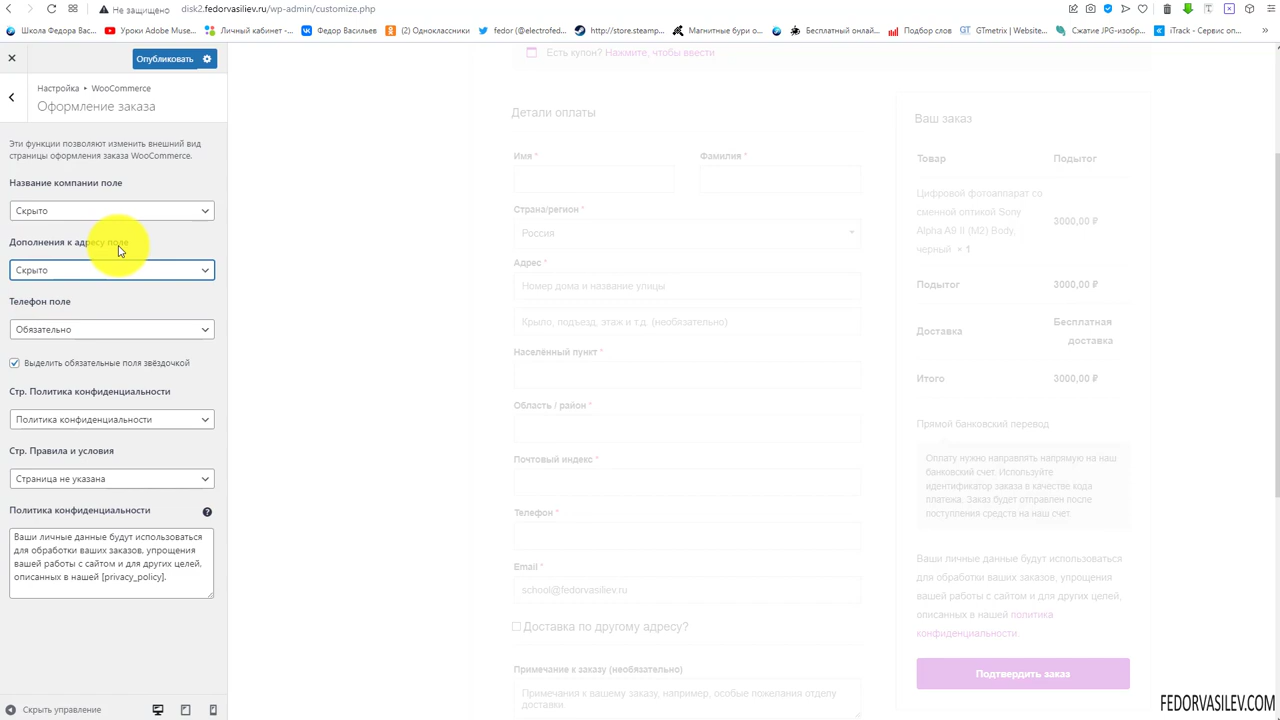 Не защищено
disk2.fedorvasiliev.ru/wp-admin/customize.php
Школа Федора Вас...
Уроки Adobe Muse...
Личный кабинет -...
Федор Васильев
(2) Одноклассники
fedor (@electrofed...
http://store.steamp...
Магнитные бури о...
Бесплатный онлай...
Подбор слов
GTmetrix | Website...
Сжатие JPG-изобр...
iTrack - Сервис оп...
Опубликовать
Настройка ▸ WooCommerce
Оформление заказа
Эти функции позволяют изменить внешний вид
страницы оформления заказа WooCommerce.
Название компании поле
Скрыто
Дополнения к адресу поле
Скрыто
Телефон поле
Обязательно
Выделить обязательные поля звёздочкой
Стр. Политика конфиденциальности
Политика конфиденциальности
Стр. Правила и условия
Страница не указана
Политика конфиденциальности
Ваши личные данные будут использоваться
для обработки ваших заказов, упрощения
вашей работы с сайтом и для других целей,
описанных в нашей [privacy_policy].
Есть купон? Нажмите, чтобы ввести
Детали оплаты
Имя *
Фамилия *
Страна/регион *
Россия
Адрес *
Номер дома и название улицы
Крыло, подъезд, этаж и т.д. (необязательно)
Населённый пункт *
Область / район *
Почтовый индекс *
Телефон *
Email *
school@fedorvasiliev.ru
Доставка по другому адресу?
Примечание к заказу (необязательно)
Примечания к вашему заказу, например, особые пожелания отделу
доставки.
Ваш заказ
Товар Подытог
Цифровой фотоаппарат со
сменной оптикой Sony
Alpha A9 II (M2) Body,
черный × 1
3000,00 ₽
Подытог 3000,00 ₽
Доставка Бесплатная
доставка
Итого 3000,00 ₽
Прямой банковский перевод
Оплату нужно направлять напрямую на наш
банковский счет. Используйте
идентификатор заказа в качестве кода
платежа. Заказ будет отправлен после
поступления средств на наш счет.
Ваши личные данные будут использоваться
для обработки ваших заказов, упрощения
вашей работы с сайтом и для других целей,
описанных в нашей политика
конфиденциальности.
Подтвердить заказ
FEDORVASILEV.COM